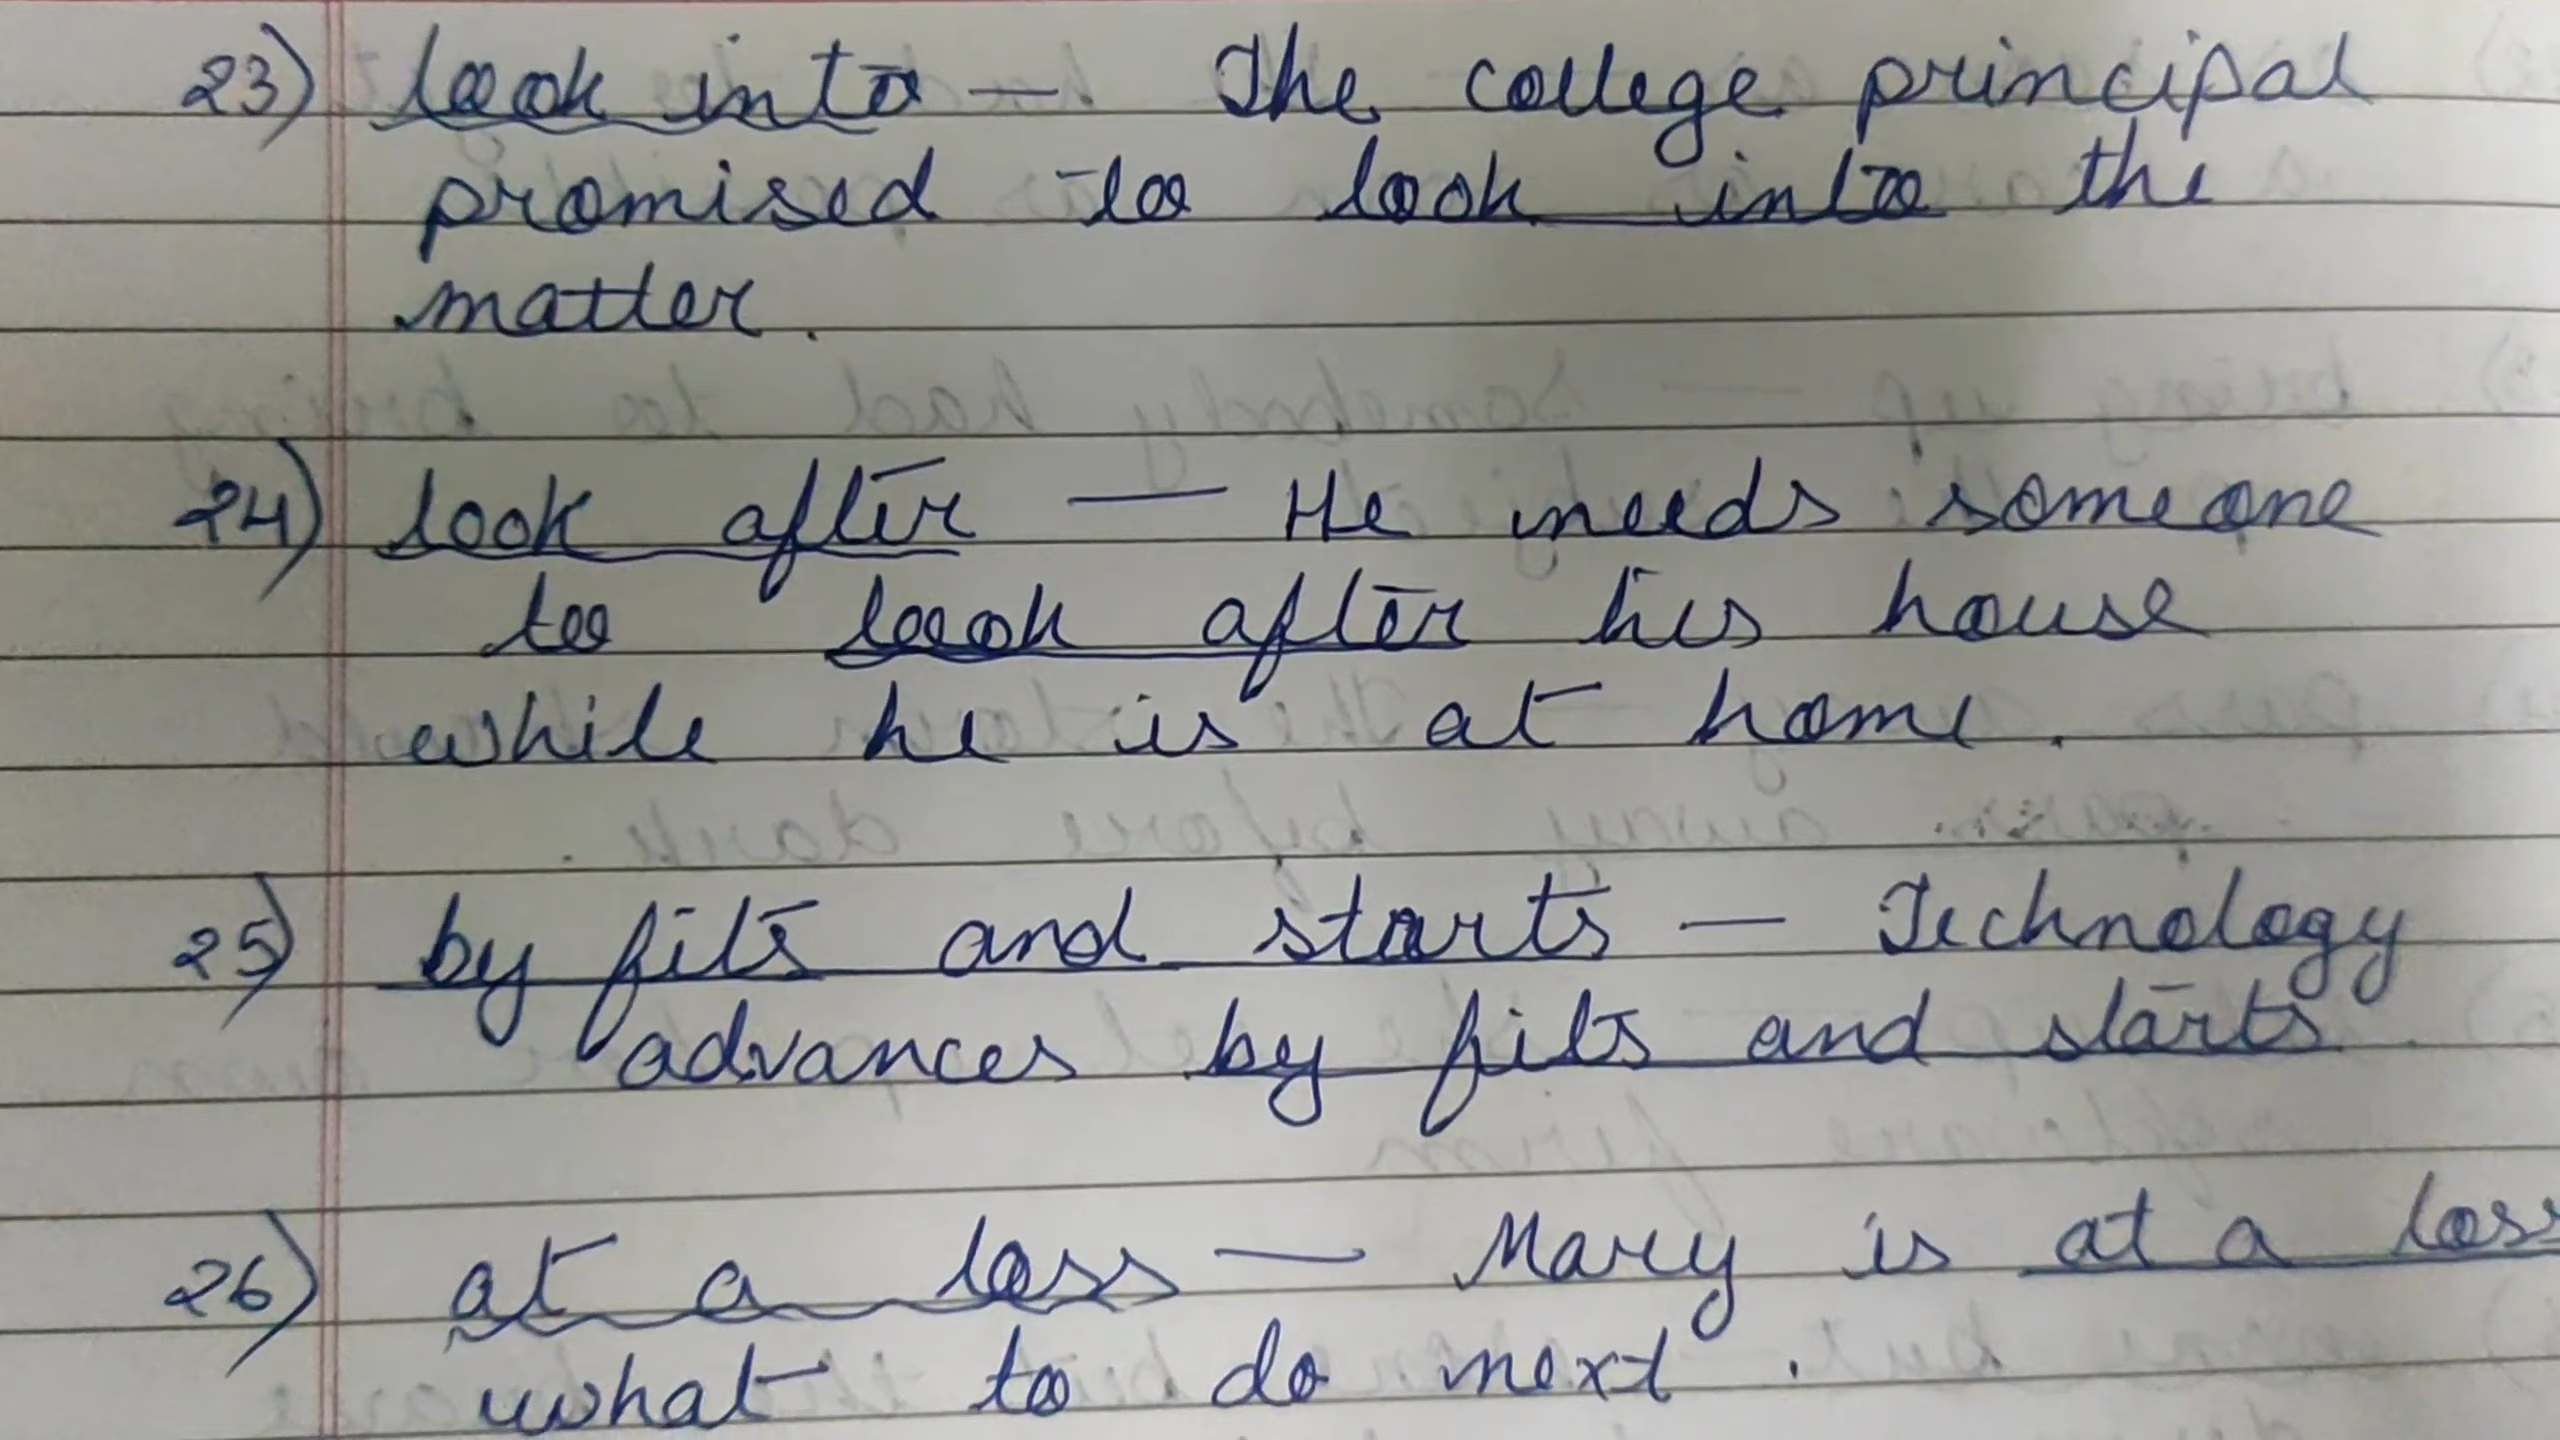 23) look into — The college principal
promised to look into the
matter.
24) look after — He needs someone
to look after his house
while he is at home.
25) by fits and starts — Technology
advances by fits and starts.
26) at a loss — Mary is at a loss
what to do next.